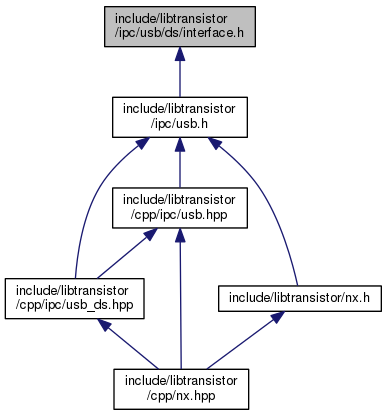 include/libtransistor
/ipc/usb/ds/interface.h
include/libtransistor
/ipc/usb.h
include/libtransistor
/cpp/ipc/usb.hpp
include/libtransistor
/cpp/ipc/usb_ds.hpp
include/libtransistor/nx.h
include/libtransistor
/cpp/nx.hpp